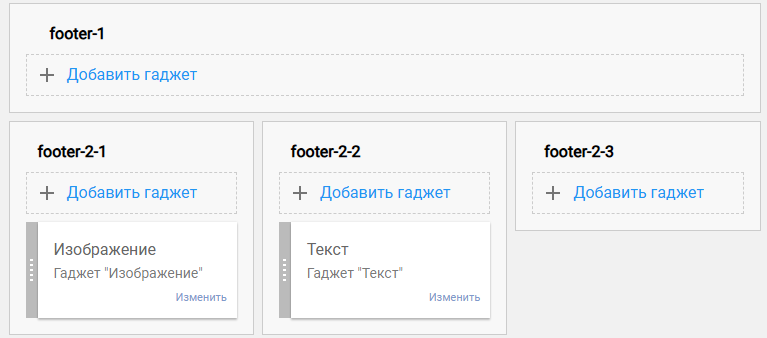 footer-1
Добавить гаджет
footer-2-1
Добавить гаджет
Изображение
Гаджет "Изображение"
Изменить
footer-2-2
Добавить гаджет
Текст
Гаджет "Текст"
Изменить
footer-2-3
Добавить гаджет